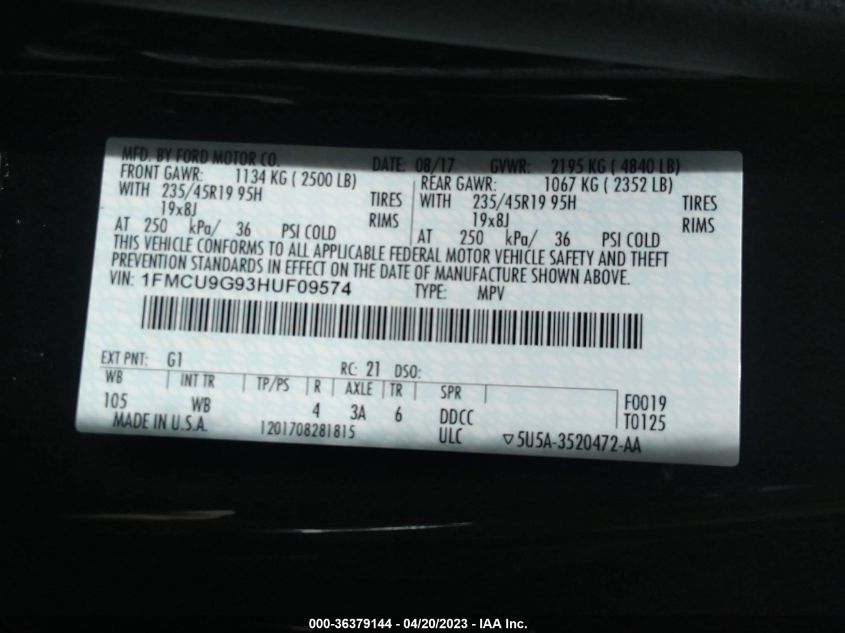 MFD. BY FORD MOTOR CO. DATE: 08/17 GVWR: 2195 KG ( 4840 LB)
FRONT GAWR: 1134 KG ( 2500 LB) REAR GAWR: 1067 KG ( 2352 LB)
WITH 235/45R19 95H TIRES WITH 235/45R19 95H TIRES
19x8J RIMS 19x8J RIMS
AT 250 kPa/ 36 PSI COLD AT 250 kPa/ 36 PSI COLD
THIS VEHICLE CONFORMS TO ALL APPLICABLE FEDERAL MOTOR VEHICLE SAFETY AND THEFT
PREVENTION STANDARDS IN EFFECT ON THE DATE OF MANUFACTURE SHOWN ABOVE.
VIN: 1FMCU9G93HUF09574 TYPE: MPV
EXT PNT: G1 RC: 21 DSO:
WB INT TR TP/PS R AXLE TR SPR F0019
105 WB 4 3A 6 DDCC T0125
MADE IN U.S.A. 1201708281815 ULC ▽5U5A-3520472-AA
000-36379144 - 04/20/2023 - IAA Inc.